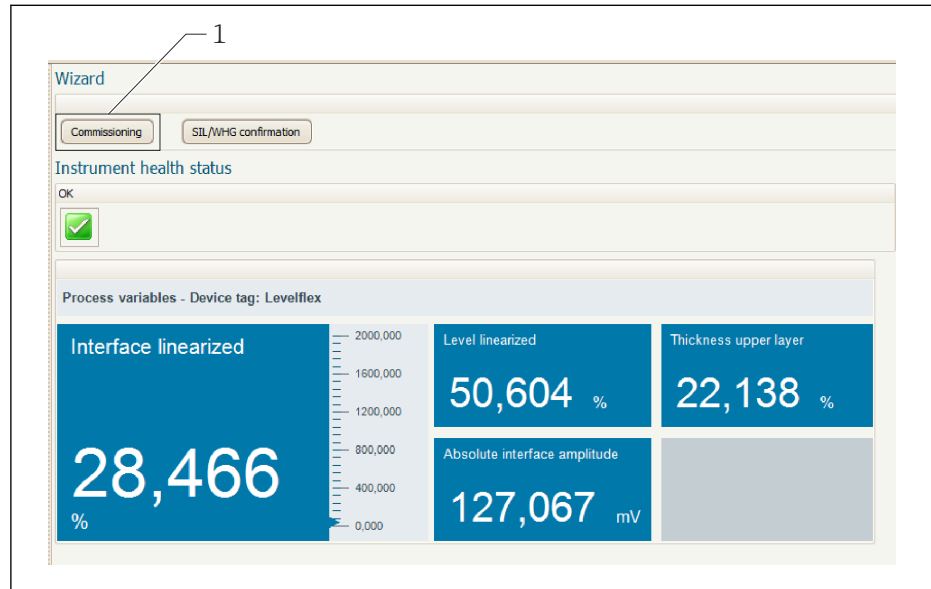 1
Wizard
Commissioning
SIL/WHG confirmation
Instrument health status
OK
Process variables - Device tag: Levelflex
Interface linearized
28,466
%
2000,000
1600,000
1200,000
800,000
400,000
0,000
Level linearized
50,604 %
Thickness upper layer
22,138 %
Absolute interface amplitude
127,067 mV